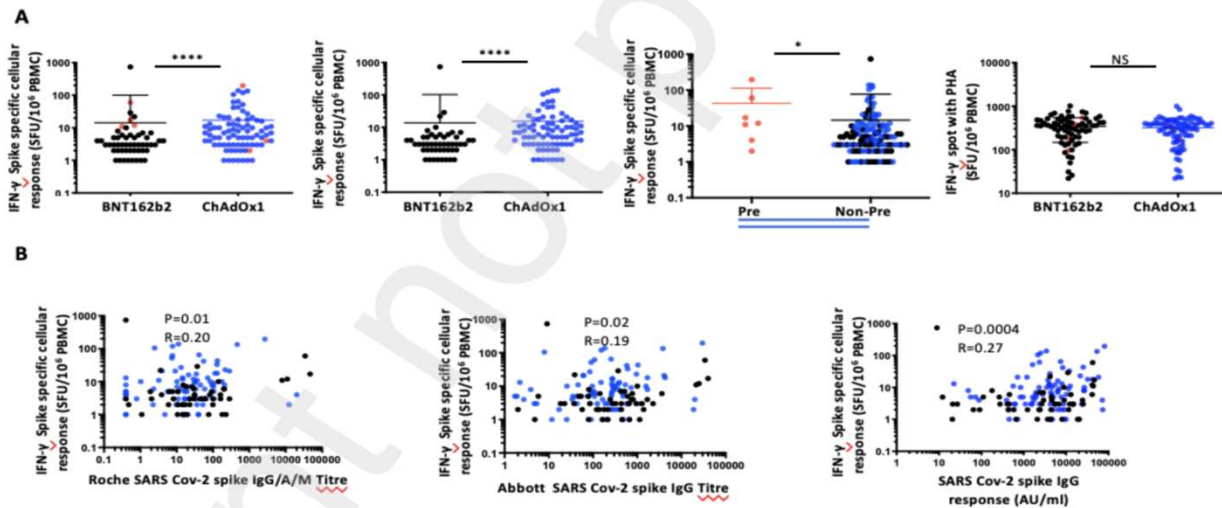 A
IFN-γ Spike specific cellular
response (SFU/10⁶ PBMC)
1000
100
10
1
0.1
****
BNT162b2 ChAdOx1
IFN-γ Spike specific cellular
response (SFU/10⁶ PBMC)
1000
100
10
1
0.1
****
BNT162b2 ChAdOx1
IFN-γ Spike specific cellular
response (SFU/10⁶ PBMC)
1000
100
10
1
0.1
*
Pre Non-Pre
IFN-γ spot with PHA
(SFU/10⁶ PBMC)
10000
1000
100
10
1
NS
BNT162b2 ChAdOx1
B
IFN-γ Spike specific cellular
response (SFU/10⁶ PBMC)
1000
100
10
1
0.1
P=0.01
R=0.20
0.1 1 10 100 1000 10000 100000
Roche SARS Cov-2 spike IgG/A/M Titre
IFN-γ Spike specific cellular
response (SFU/10⁶ PBMC)
1000
100
10
1
0.1
P=0.02
R=0.19
1 10 100 1000 10000 100000
Abbott SARS Cov-2 spike IgG Titre
IFN-γ Spike specific cellular
response (SFU/10⁶ PBMC)
1000
100
10
1
0.1
P=0.0004
R=0.27
1 10 100 1000 10000 100000
SARS Cov-2 spike IgG
response (AU/ml)
nt not p